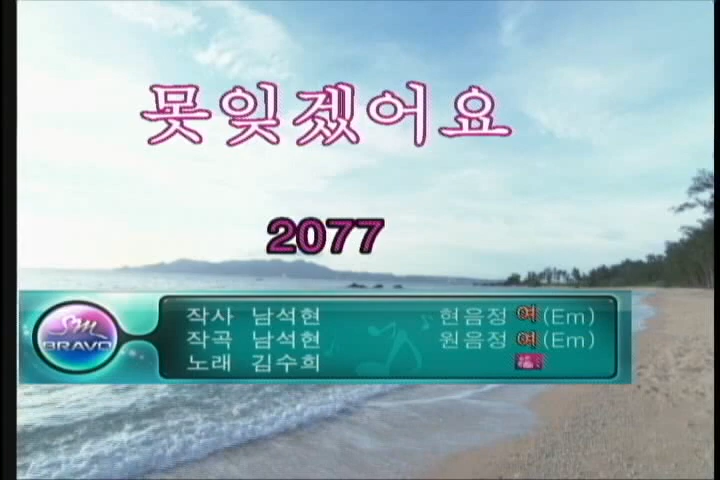 못잊겠어요
2077
작사 남석현 현음정 여(Em)
작곡 남석현 원음정 여(Em)
노래 김수희
SM
BRAVO